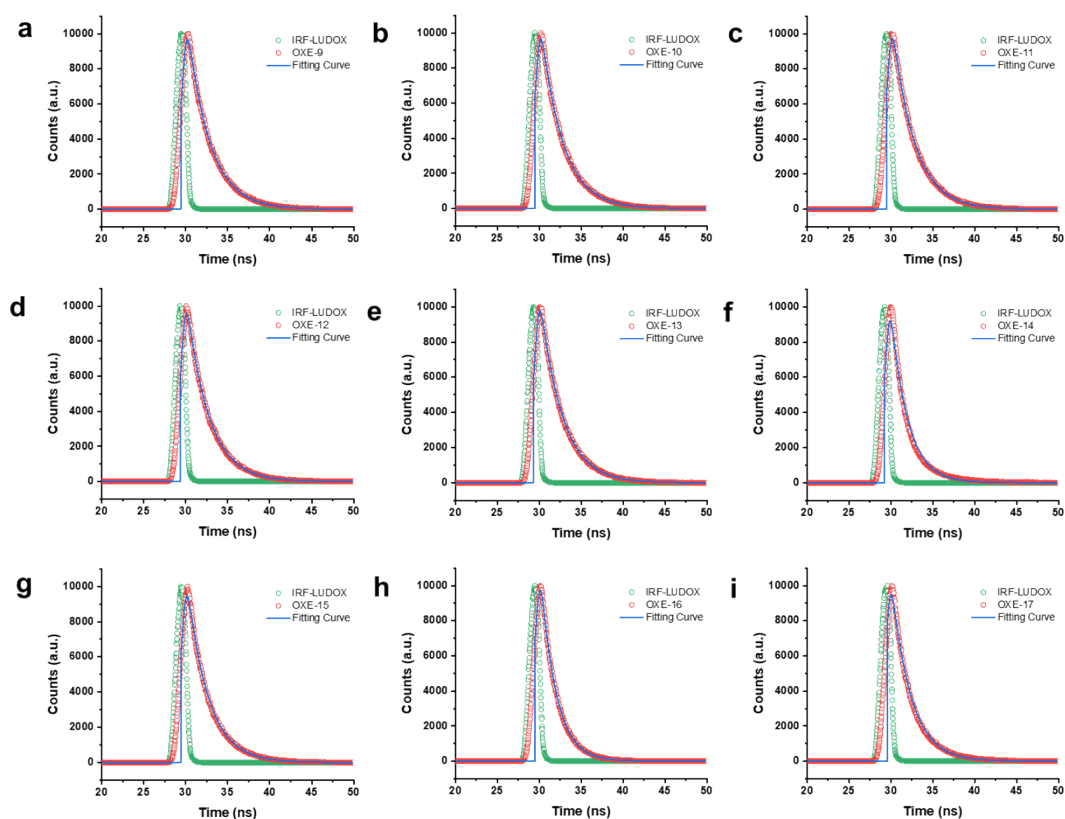 a
10000
8000
6000
4000
2000
0
Counts (a.u.)
IRF-LUDOX
OXE-9
Fitting Curve
20 25 30 35 40 45 50
Time (ns)
b
10000
8000
6000
4000
2000
0
Counts (a.u.)
IRF-LUDOX
OXE-10
Fitting Curve
20 25 30 35 40 45 50
Time (ns)
c
10000
8000
6000
4000
2000
0
Counts (a.u.)
IRF-LUDOX
OXE-11
Fitting Curve
20 25 30 35 40 45 50
Time (ns)
d
10000
8000
6000
4000
2000
0
Counts (a.u.)
IRF-LUDOX
OXE-12
Fitting Curve
20 25 30 35 40 45 50
Time (ns)
e
10000
8000
6000
4000
2000
0
Counts (a.u.)
IRF-LUDOX
OXE-13
Fitting Curve
20 25 30 35 40 45 50
Time (ns)
f
10000
8000
6000
4000
2000
0
Counts (a.u.)
IRF-LUDOX
OXE-14
Fitting Curve
20 25 30 35 40 45 50
Time (ns)
g
10000
8000
6000
4000
2000
0
Counts (a.u.)
IRF-LUDOX
OXE-15
Fitting Curve
20 25 30 35 40 45 50
Time (ns)
h
10000
8000
6000
4000
2000
0
Counts (a.u.)
IRF-LUDOX
OXE-16
Fitting Curve
20 25 30 35 40 45 50
Time (ns)
i
10000
8000
6000
4000
2000
0
Counts (a.u.)
IRF-LUDOX
OXE-17
Fitting Curve
20 25 30 35 40 45 50
Time (ns)